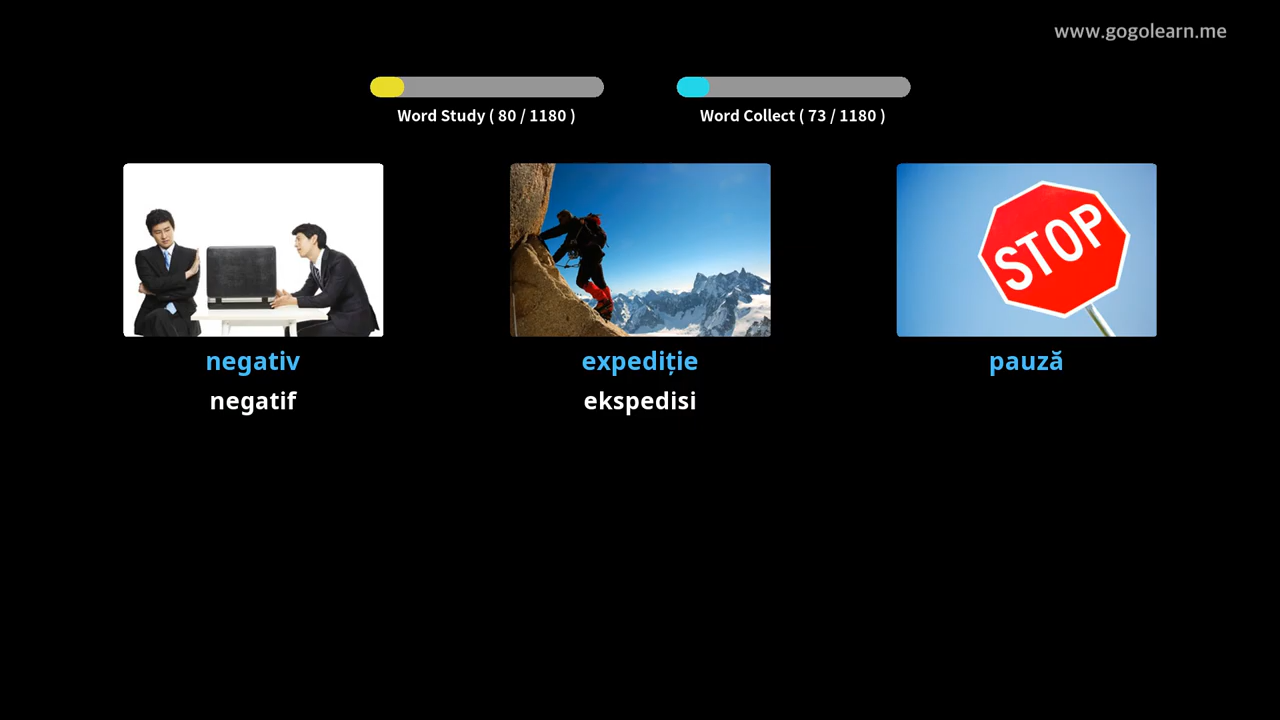 www.gogolearn.me
Word Study ( 80 / 1180 )
Word Collect ( 73 / 1180 )
STOP
negativ
expediție
pauză
negatif
ekspedisi